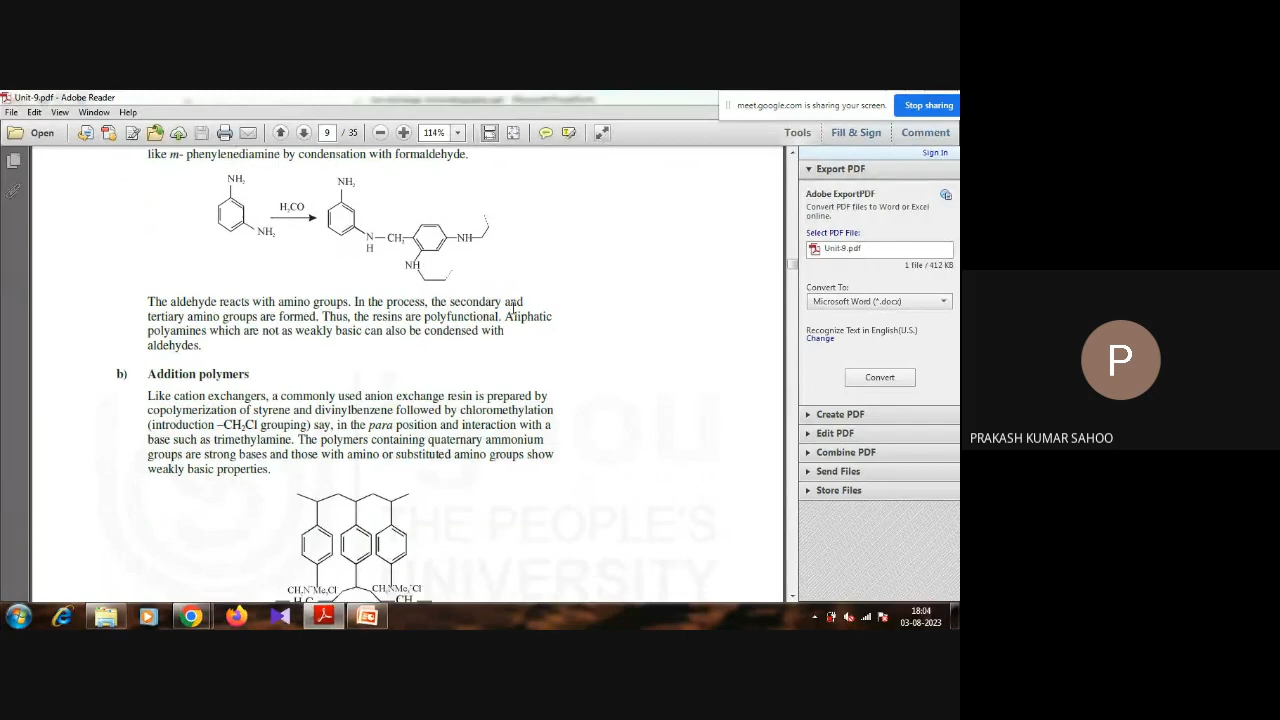 Unit-9.pdf - Adobe Reader
meet.google.com is sharing your screen.
Stop sharing
File Edit View Window Help
Open
9 / 35
114%
Tools Fill & Sign Comment
like m- phenylenediamine by condensation with formaldehyde.
NH₂
NH₂
H₂CO
NH₂
N
H
CH₂
NH
NH
The aldehyde reacts with amino groups. In the process, the secondary and
tertiary amino groups are formed. Thus, the resins are polyfunctional. Aliphatic
polyamines which are not as weakly basic can also be condensed with
aldehydes.
b) Addition polymers
Like cation exchangers, a commonly used anion exchange resin is prepared by
copolymerization of styrene and divinylbenzene followed by chloromethylation
(introduction –CH₂Cl grouping) say, in the para position and interaction with a
base such as trimethylamine. The polymers containing quaternary ammonium
groups are strong bases and those with amino or substituted amino groups show
weakly basic properties.
THE PEOPLE'S
UNIVERSITY
Sign In
Export PDF
Adobe ExportPDF
Convert PDF files to Word or Excel
online.
Select PDF File:
Unit-9.pdf
1 file / 412 KB
Convert To:
Microsoft Word (*.docx)
Recognize Text in English(U.S.)
Change
Convert
Create PDF
Edit PDF
Combine PDF
Send Files
Store Files
18:04
03-08-2023
P
PRAKASH KUMAR SAHOO